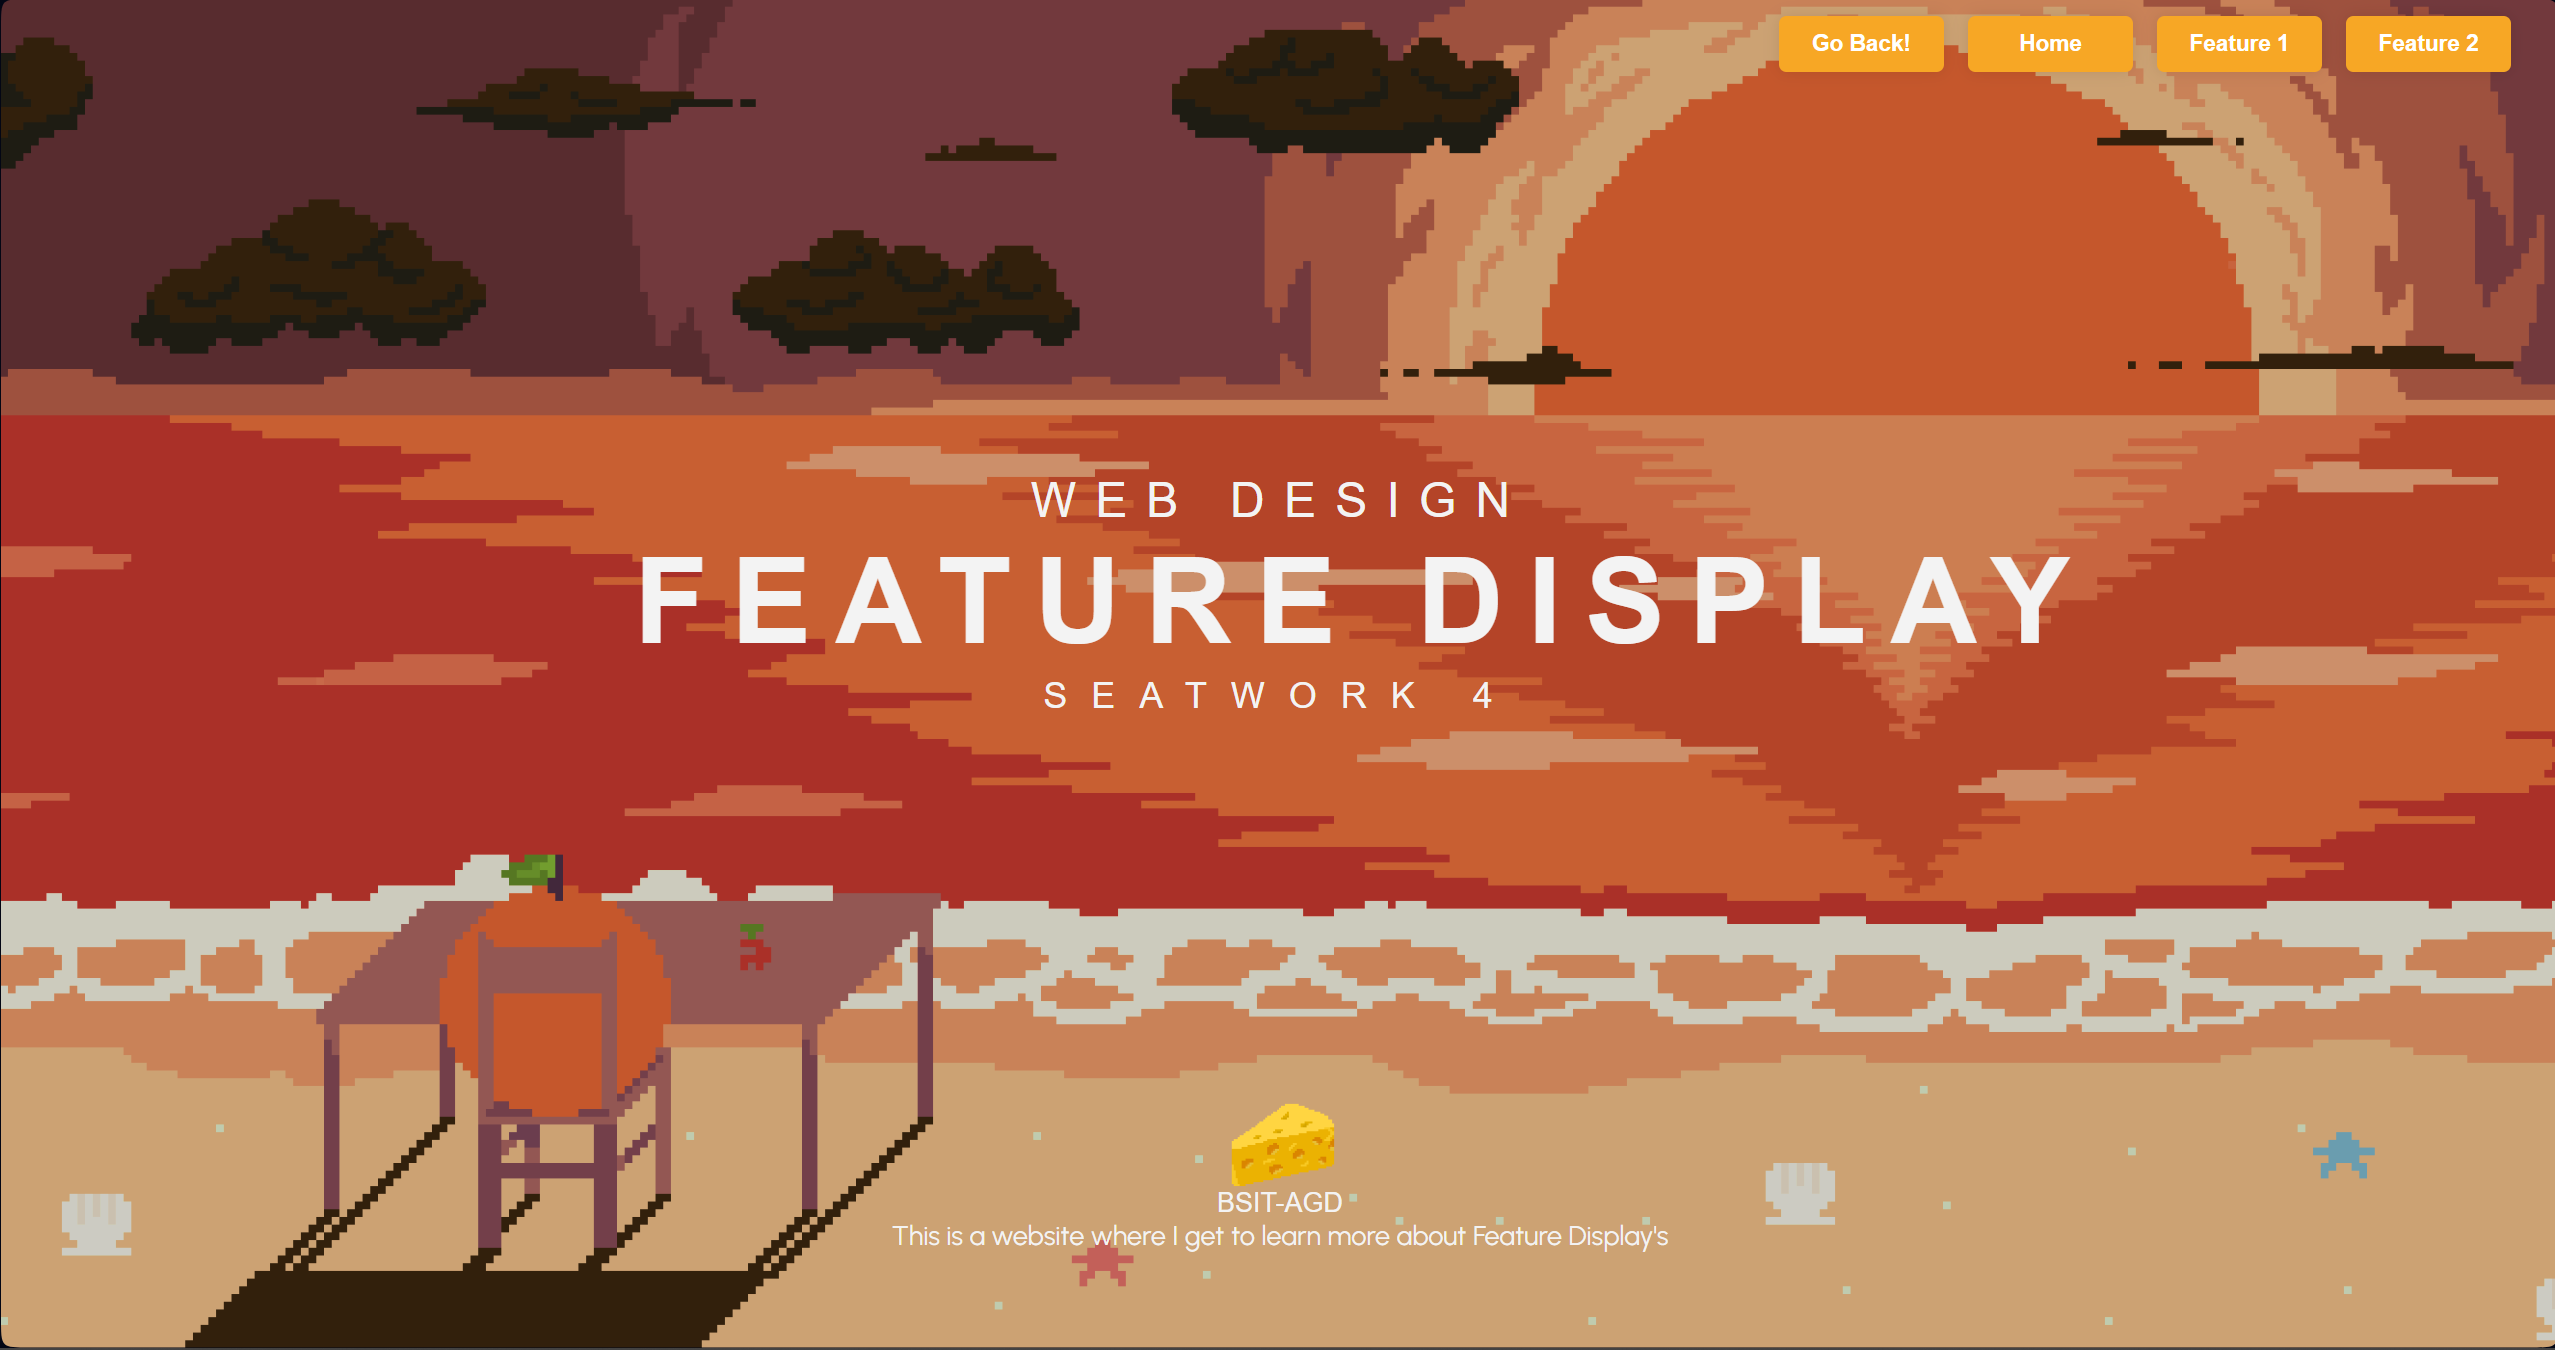 Go Back! Home Feature 1 Feature 2
WEB DESIGN
FEATURE DISPLAY
SEATWORK 4
BSIT-AGD
This is a website where I get to learn more about Feature Display's